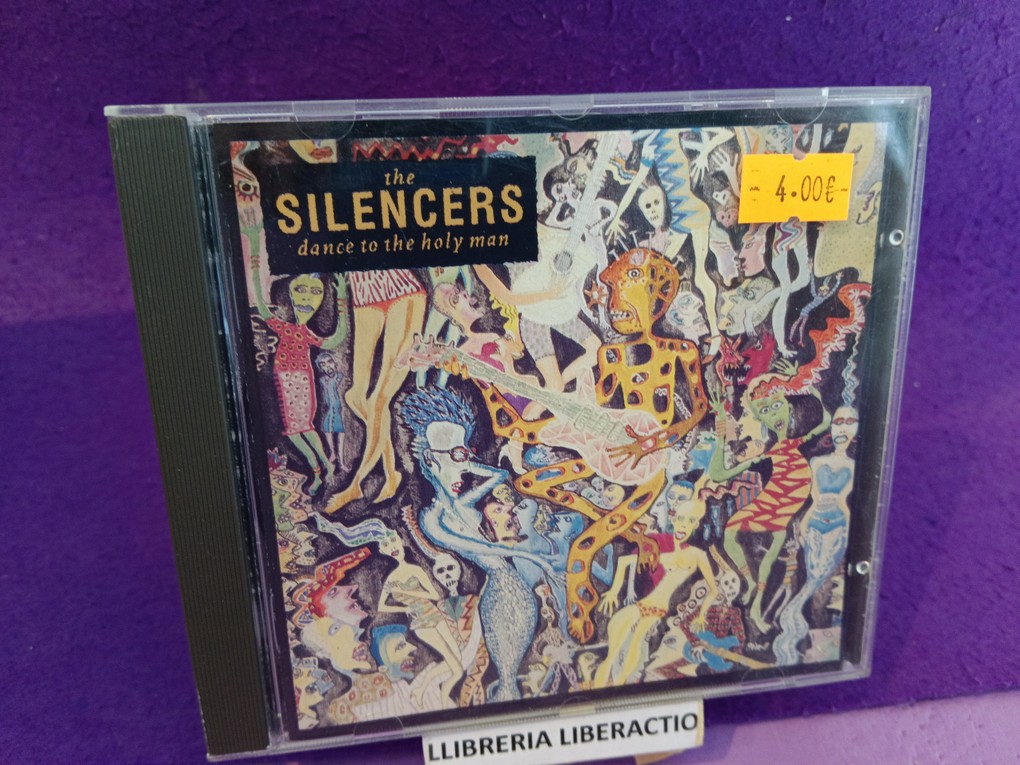 the
SILENCERS
dance to the holy man
- 4.00€-
LLIBRERIA LIBERACTIO